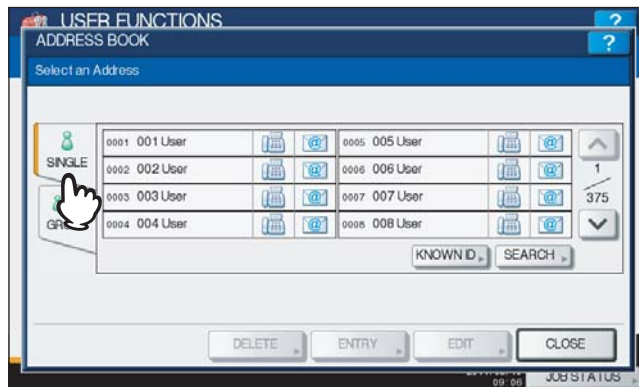 USER FUNCTIONS ?
ADDRESS BOOK ?
Select an Address
SINGLE
0001 001 User 0005 005 User
0002 002 User 0006 006 User
0003 003 User 0007 007 User
0004 004 User 0008 008 User
1
375
KNOWN ID SEARCH
DELETE ENTRY EDIT CLOSE
09:06 JOB STATUS